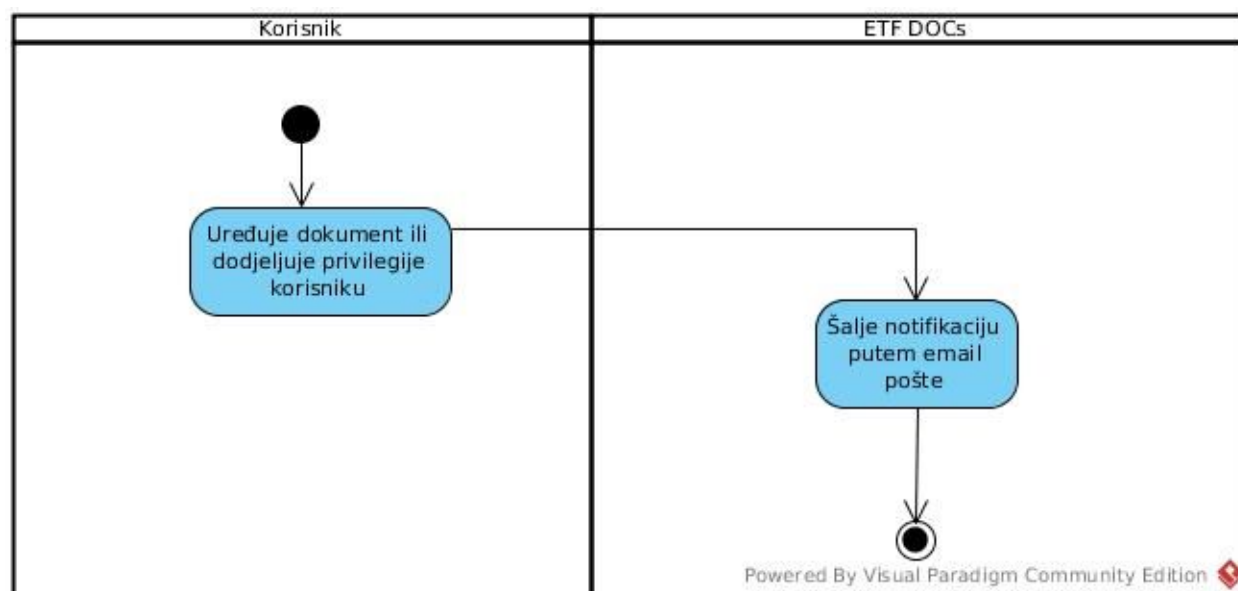 Korisnik
ETF DOCs
Uređuje dokument ili
dodjeljuje privilegije
korisniku
Šalje notifikaciju
putem email
pošte
Powered By Visual Paradigm Community Edition